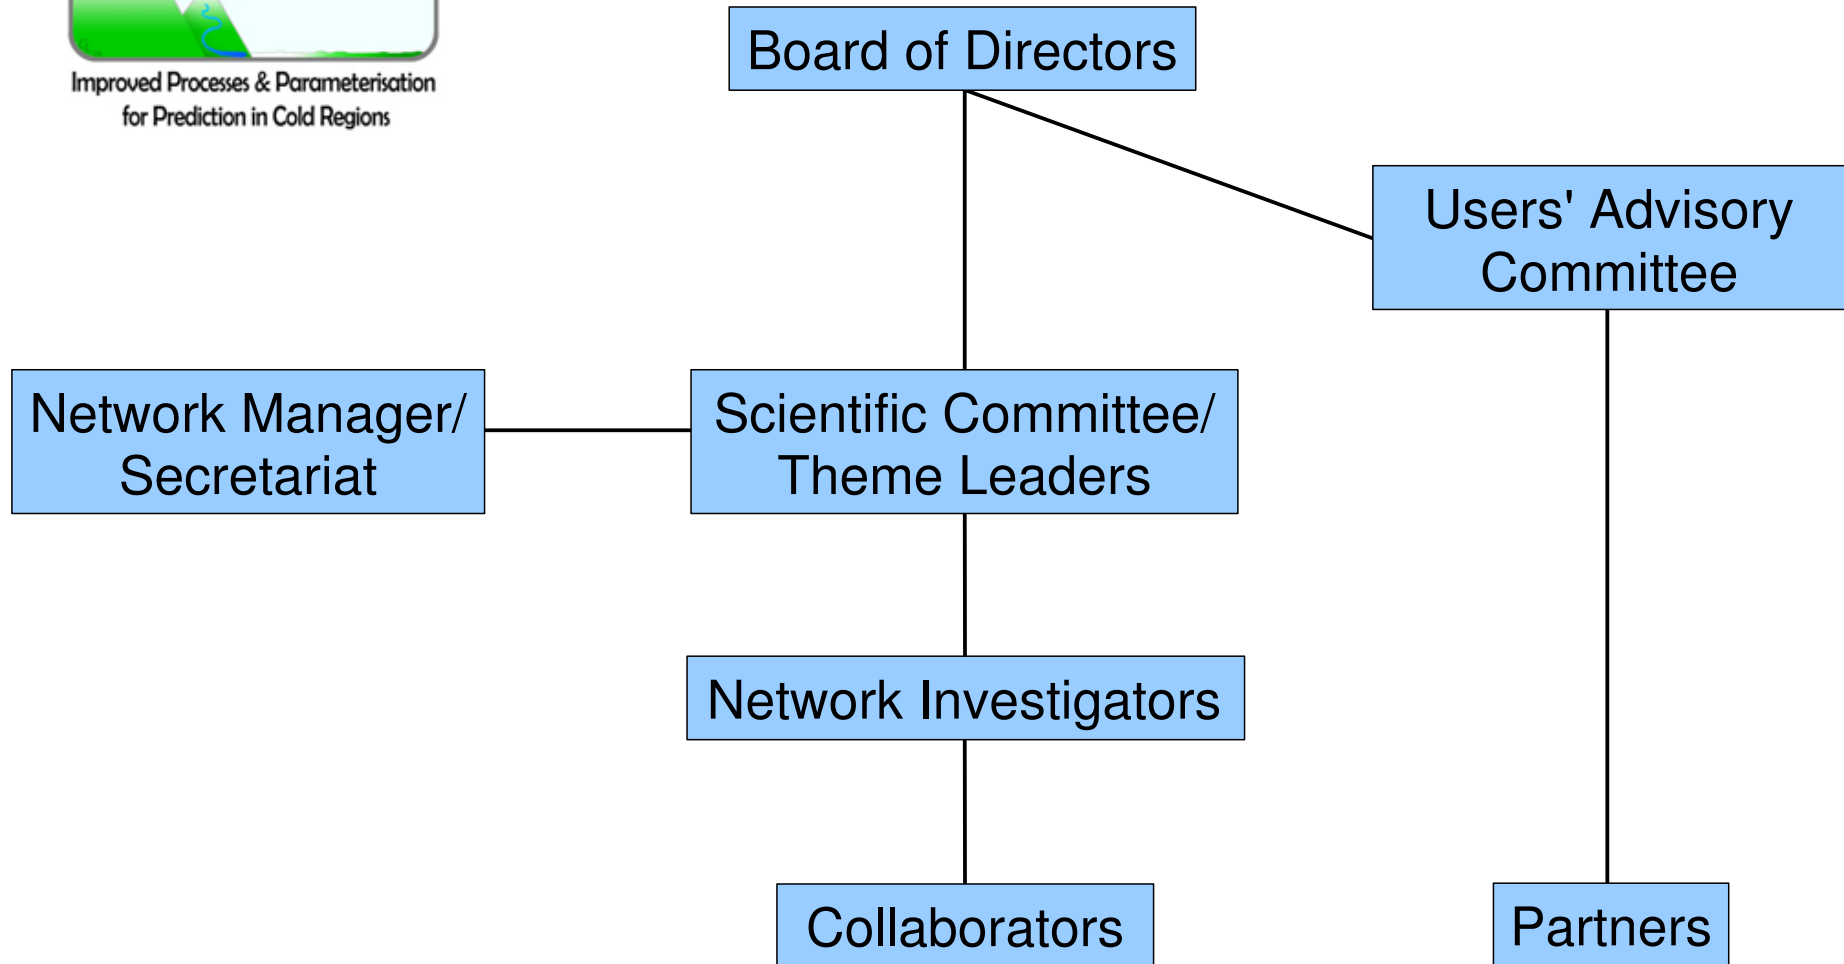 Improved Processes & Parameterisation
for Prediction in Cold Regions
Board of Directors
Users' Advisory
Committee
Network Manager/
Secretariat
Scientific Committee/
Theme Leaders
Network Investigators
Collaborators
Partners